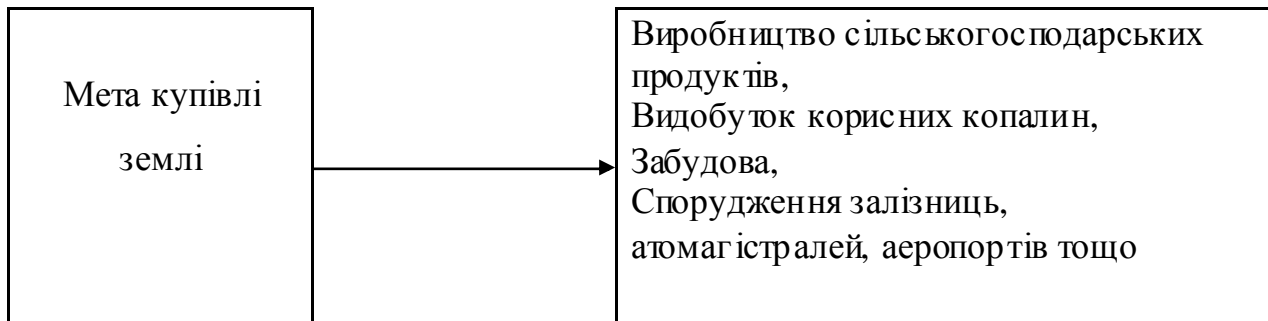 Мета купівлі
землі
Виробництво сільськогосподарських
продуктів,
Видобуток корисних копалин,
Забудова,
Спорудження залізниць,
атомагістралей, аеропортів тощо